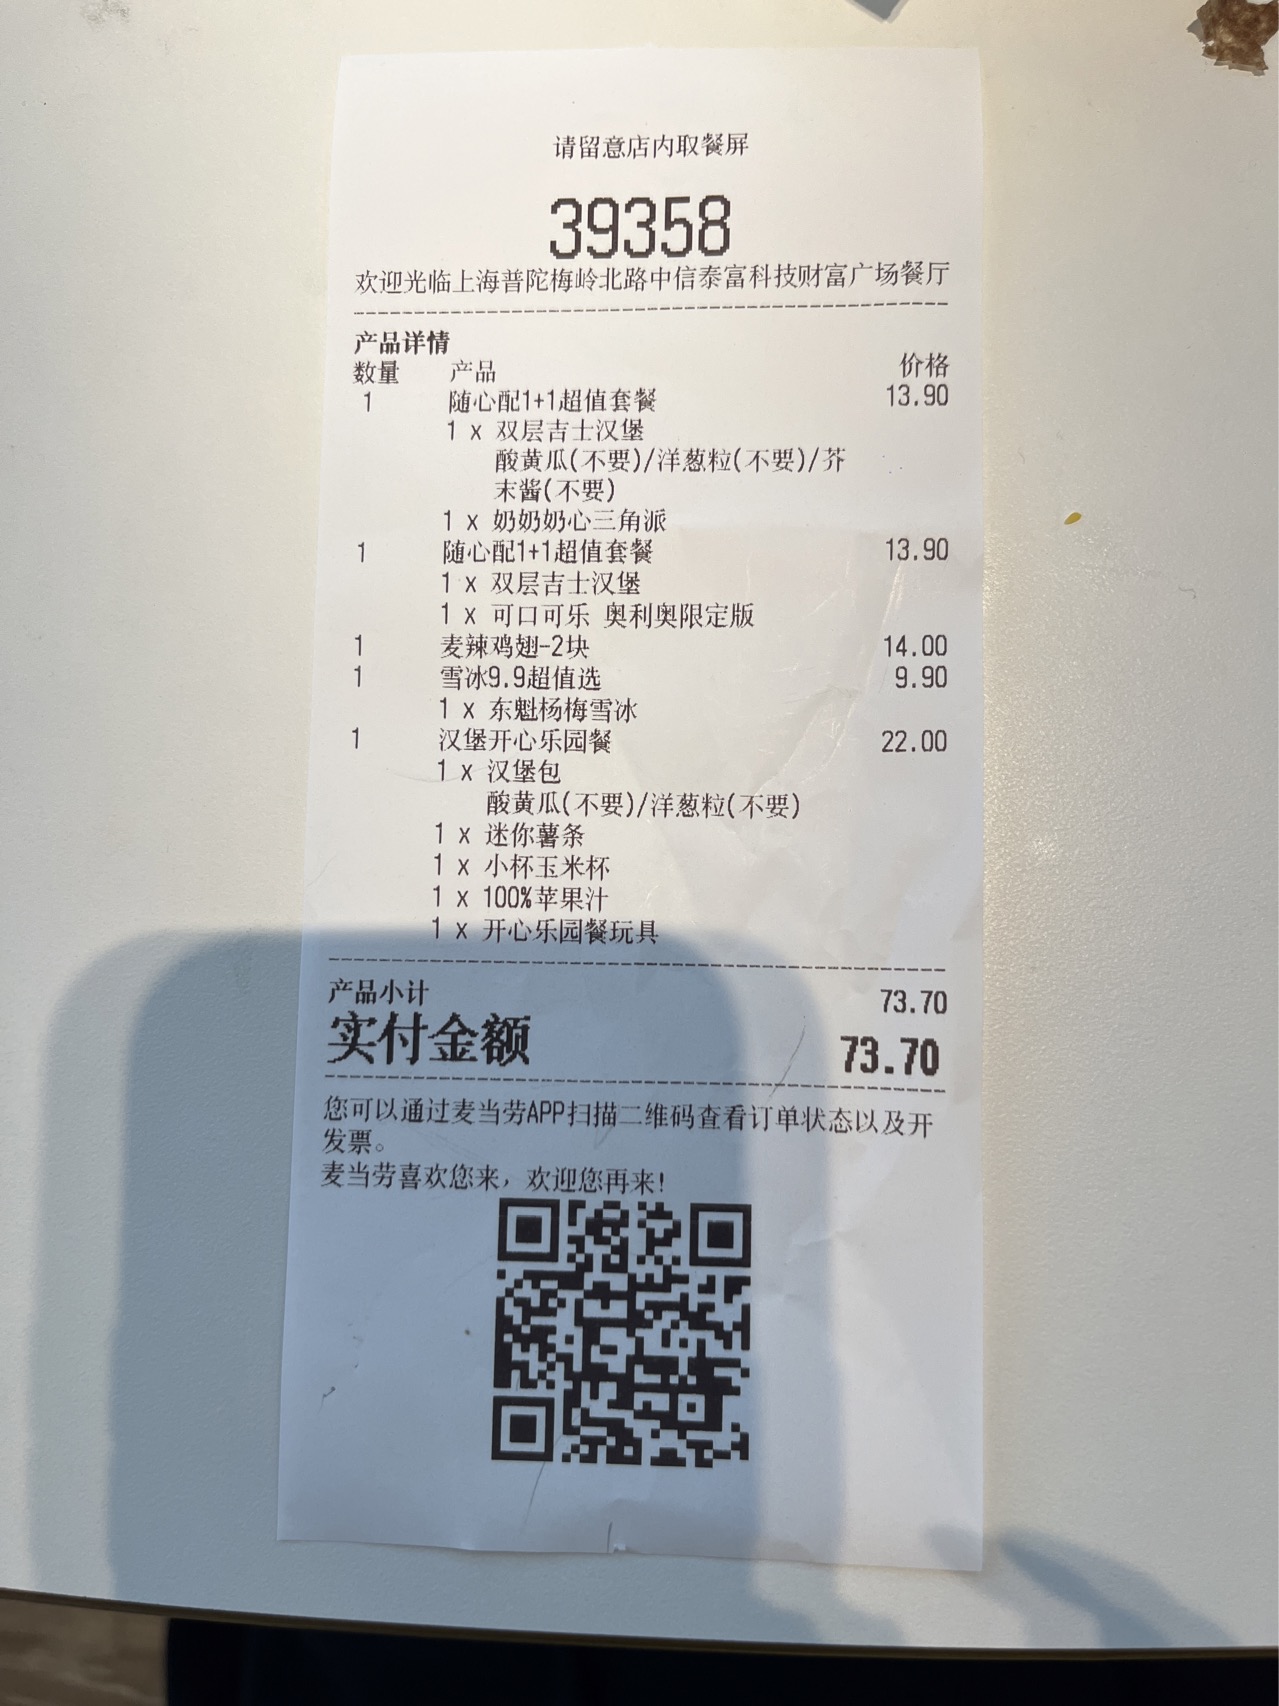 请留意店内取餐屏
39358
欢迎光临上海普陀梅岭北路中信泰富科技财富广场餐厅
产品详情
数量 产品 价格
1 随心配1+1超值套餐 13.90
1 x 双层吉士汉堡
酸黄瓜(不要)/洋葱粒(不要)/芥
末酱(不要)
1 x 奶奶奶心三角派
1 随心配1+1超值套餐 13.90
1 x 双层吉士汉堡
1 x 可口可乐 奥利奥限定版
1 麦辣鸡翅-2块 14.00
1 雪冰9.9超值选 9.90
1 x 东魁杨梅雪冰
1 汉堡开心乐园餐 22.00
1 x 汉堡包
酸黄瓜(不要)/洋葱粒(不要)
1 x 迷你薯条
1 x 小杯玉米杯
1 x 100%苹果汁
1 x 开心乐园餐玩具
产品小计 73.70
实付金额 73.70
您可以通过麦当劳APP扫描二维码查看订单状态以及开
发票。
麦当劳喜欢您来，欢迎您再来!